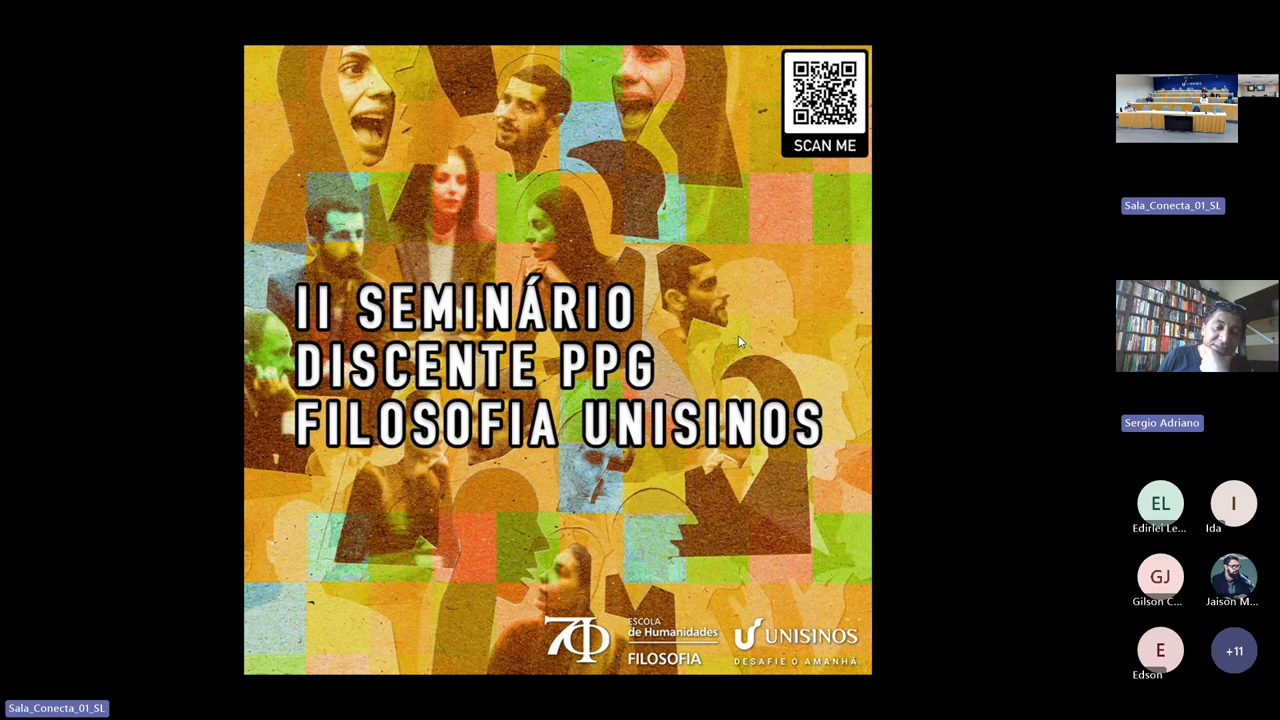 SCAN ME
II SEMINÁRIO
DISCENTE PPG
FILOSOFIA UNISINOS
ESCOLA
de Humanidades
FILOSOFIA
UNISINOS
DESAFIE O AMANHÃ.
Sala_Conecta_01_SL
Sergio Adriano
EL
Edirlei Le...
I
Ida
GJ
Gilson C...
Jaison M...
E
Edson
+11
Sala_Conecta_01_SL